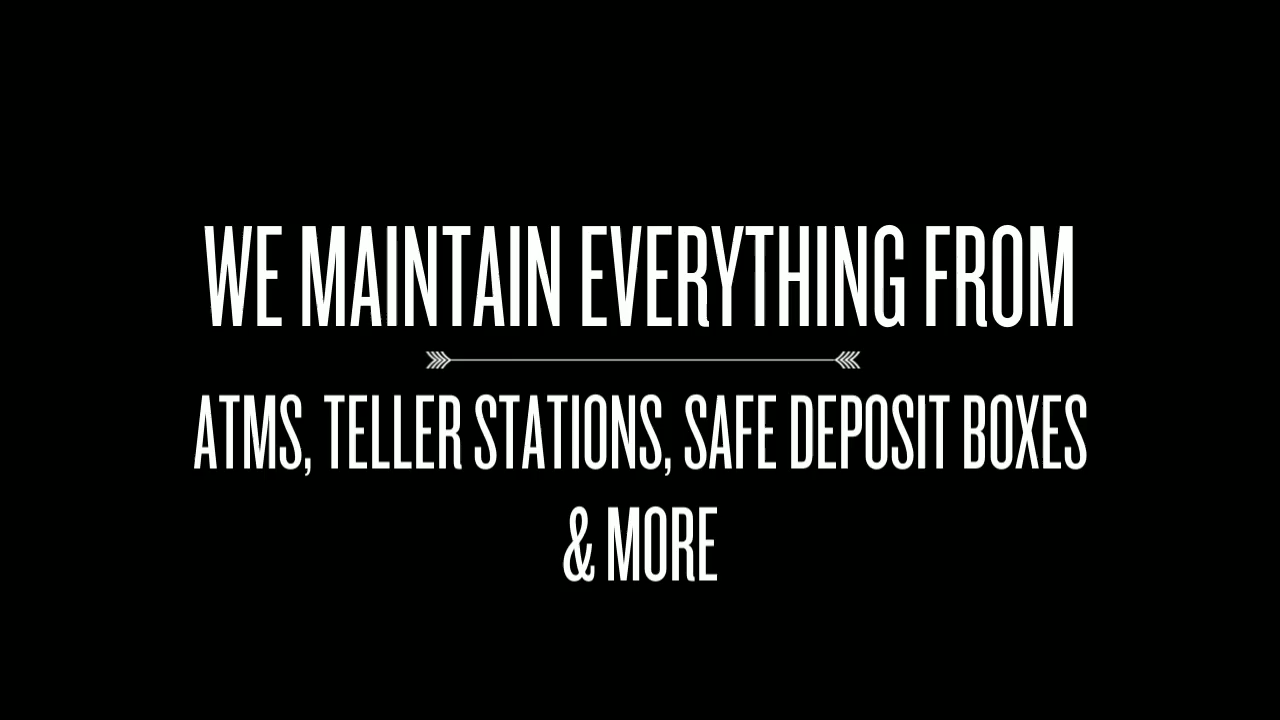 WE MAINTAIN EVERYTHING FROM
ATMS, TELLER STATIONS, SAFE DEPOSIT BOXES
& MORE